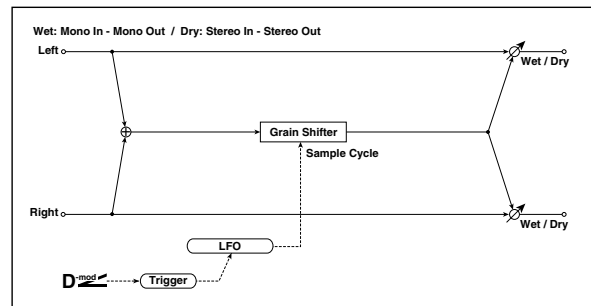 Wet: Mono In - Mono Out / Dry: Stereo In - Stereo Out
Left
Wet / Dry
Grain Shifter
Sample Cycle
Right
Wet / Dry
LFO
D-mod
Trigger